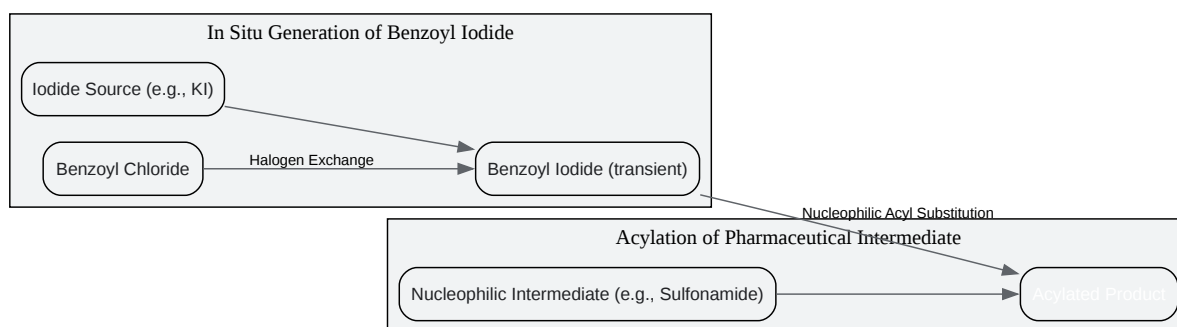 In Situ Generation of Benzoyl Iodide
Iodide Source (e.g., KI)
Benzoyl Chloride
Halogen Exchange
Benzoyl Iodide (transient)
Nucleophilic Acyl Substitution
Acylation of Pharmaceutical Intermediate
Nucleophilic Intermediate (e.g., Sulfonamide)
Acylated Product